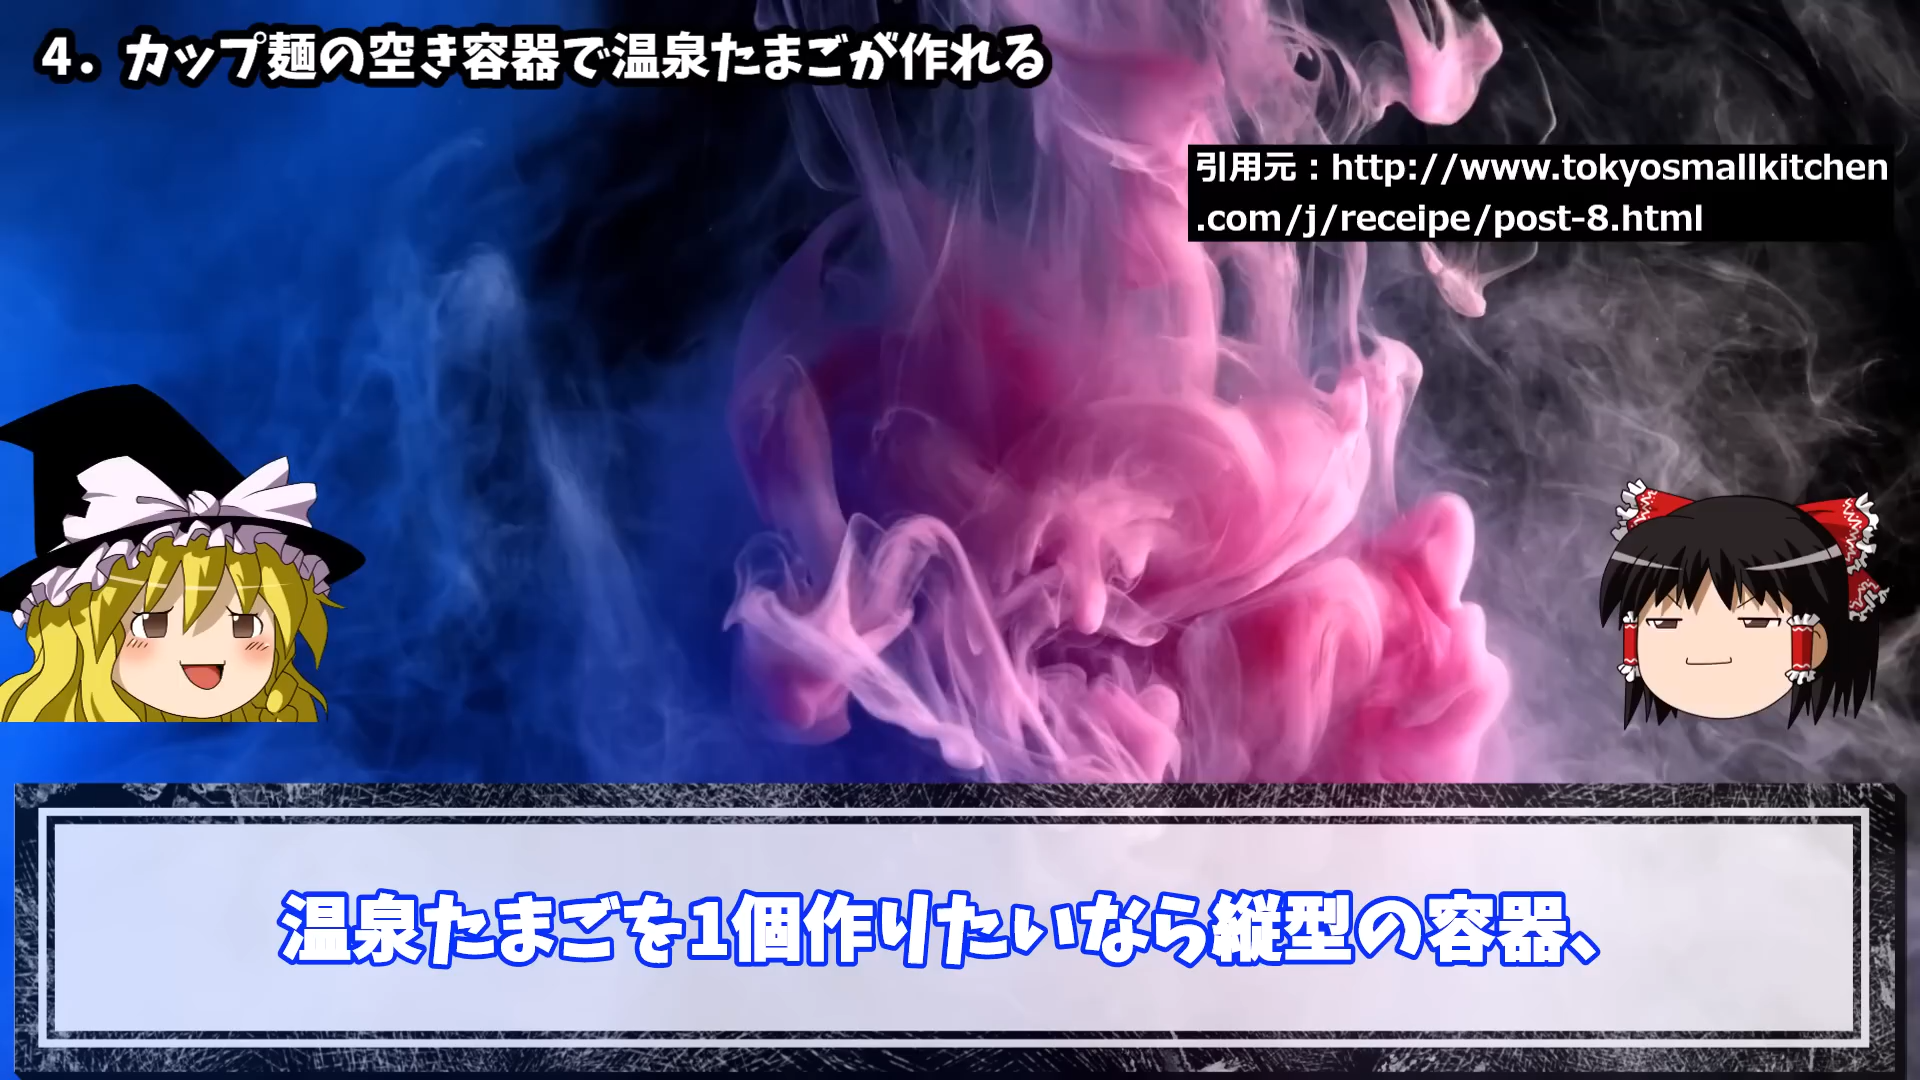 4．カップ麺の空き容器で温泉たまごが作れる
引用元：http://www.tokyosmallkitchen
.com/j/receipe/post-8.html
温泉たまごを1個作りたいなら縦型の容器、